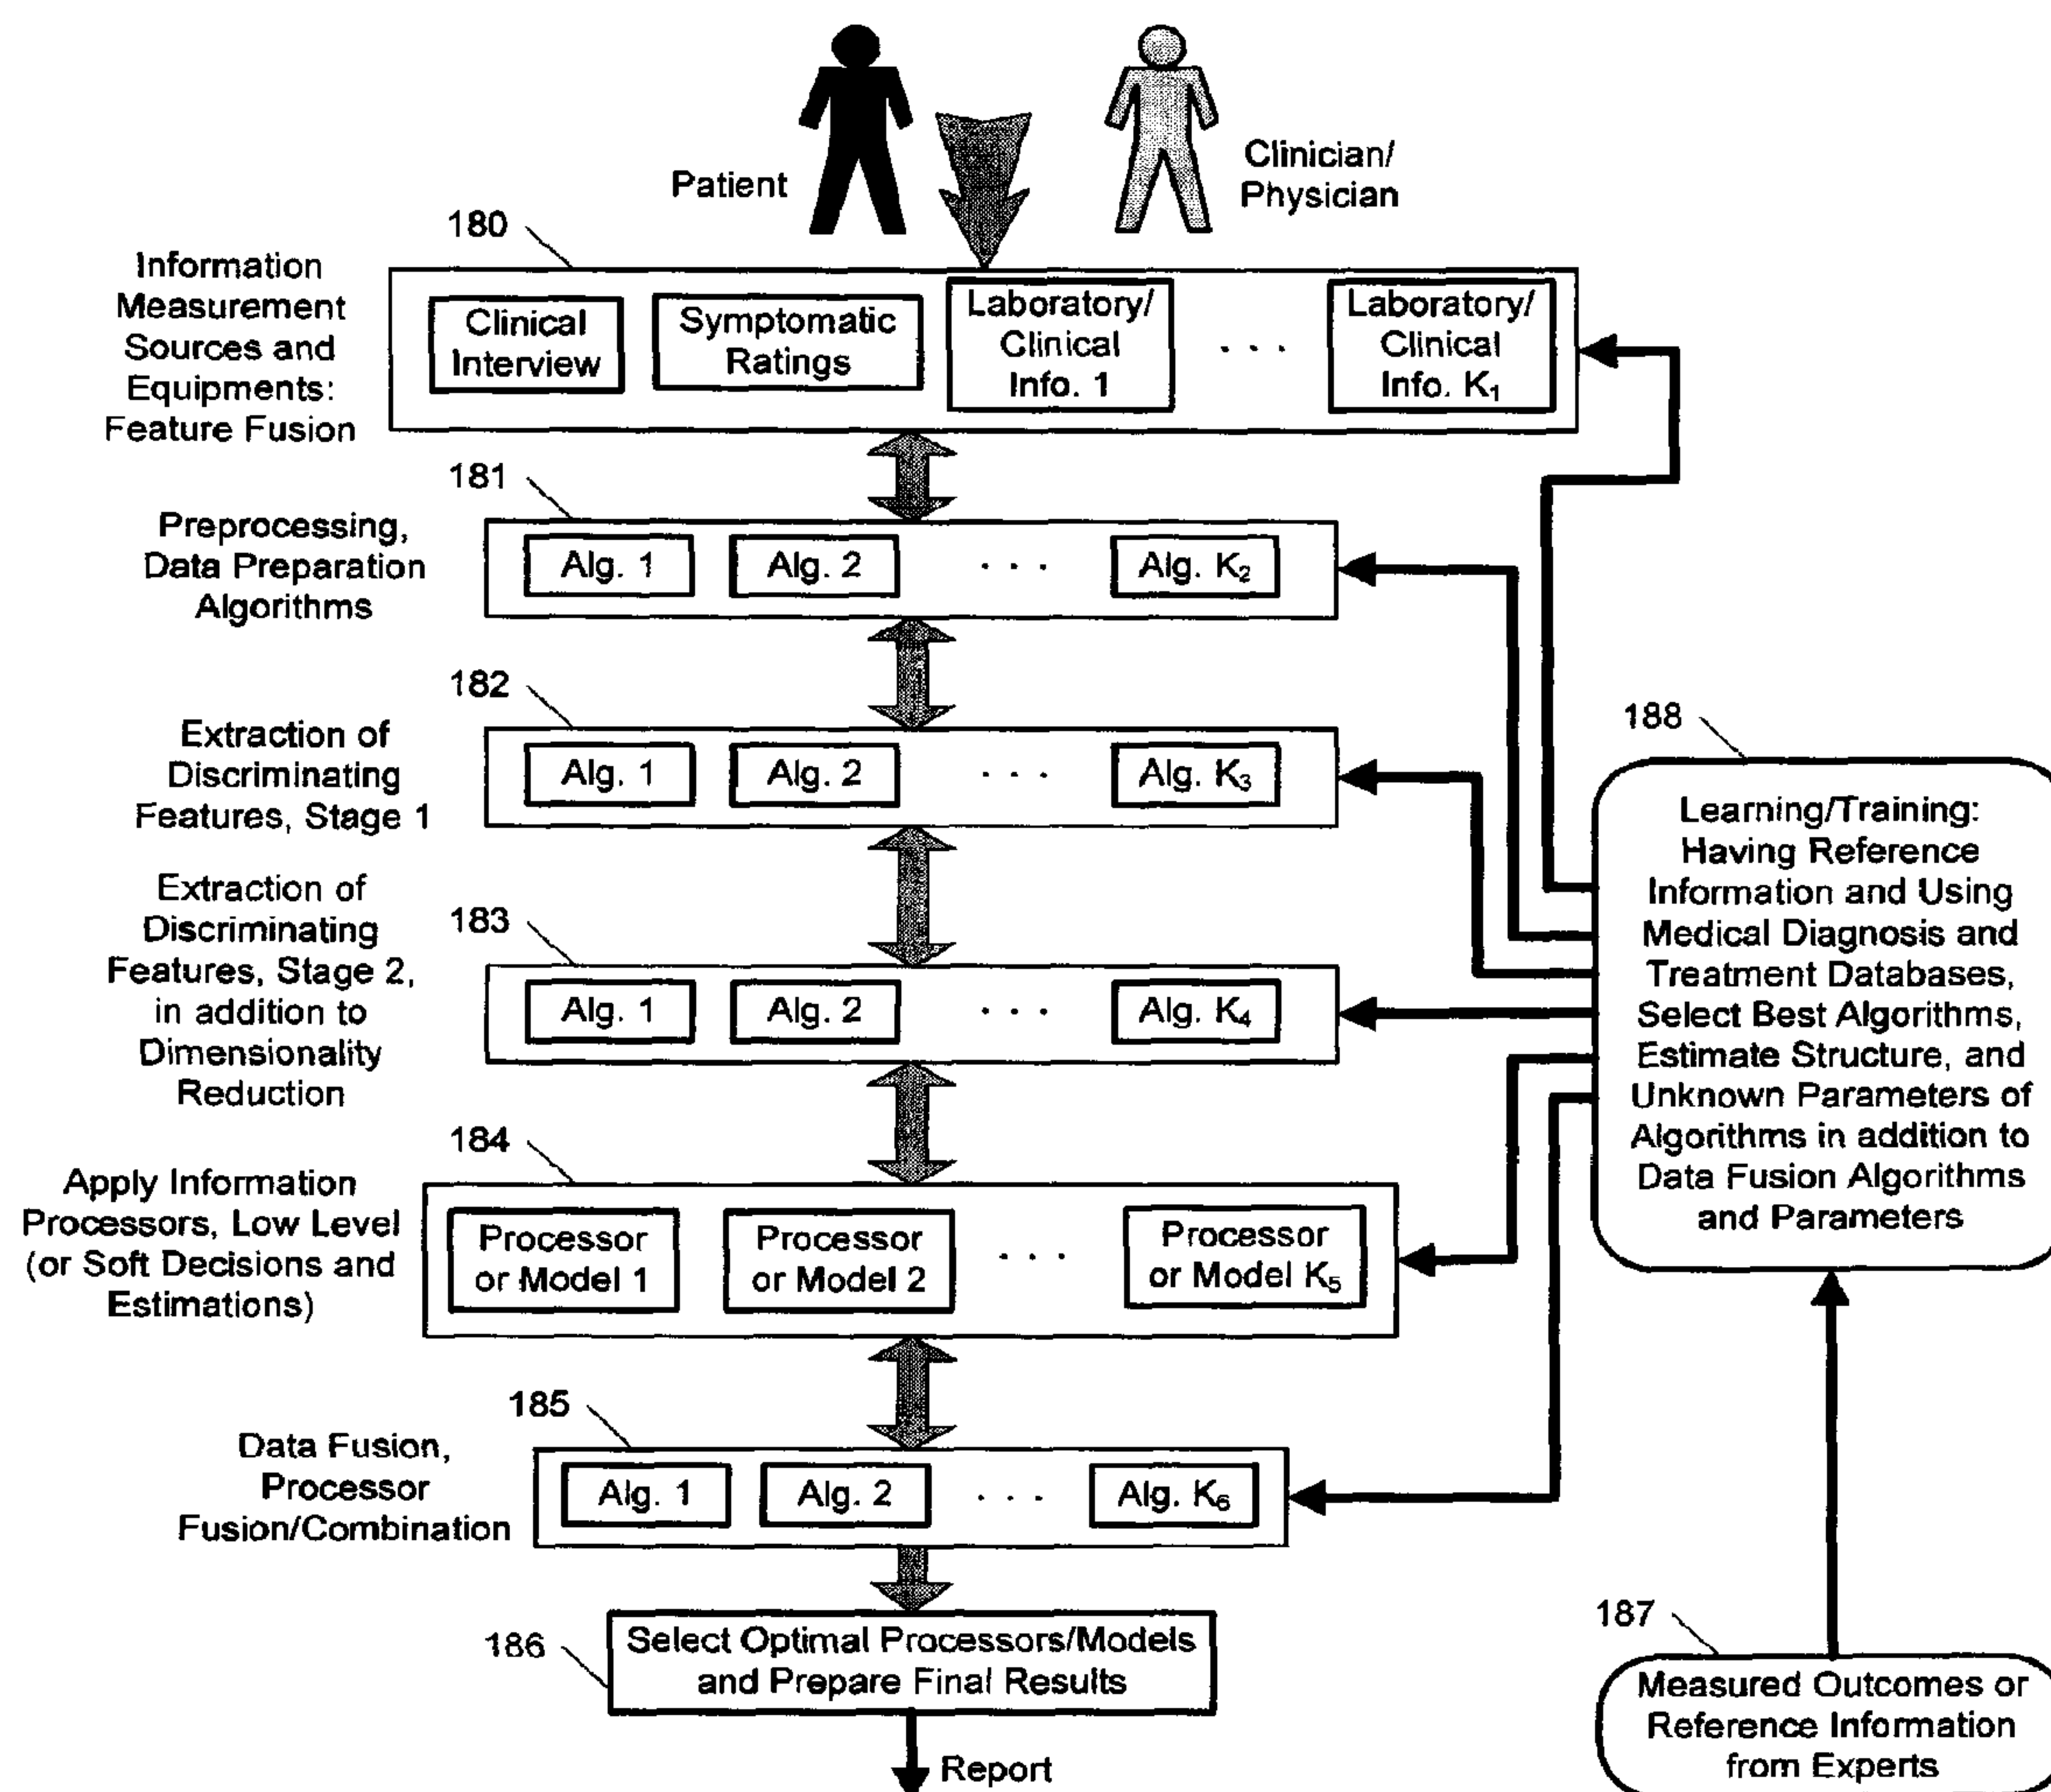 Patient
Clinician/
Physician
180
Information
Measurement
Sources and
Equipments:
Feature Fusion
Clinical
Interview
Symptomatic
Ratings
Laboratory/
Clinical
Info. 1
. . .
Laboratory/
Clinical
Info. K₁
181
Preprocessing,
Data Preparation
Algorithms
Alg. 1
Alg. 2
. . .
Alg. K₂
182
Extraction of
Discriminating
Features, Stage 1
Alg. 1
Alg. 2
. . .
Alg. K₃
183
Extraction of
Discriminating
Features, Stage 2,
in addition to
Dimensionality
Reduction
Alg. 1
Alg. 2
. . .
Alg. K₄
184
Apply Information
Processors, Low Level
(or Soft Decisions and
Estimations)
Processor
or Model 1
Processor
or Model 2
. . .
Processor
or Model K₅
185
Data Fusion,
Processor
Fusion/Combination
Alg. 1
Alg. 2
. . .
Alg. K₆
186
Select Optimal Processors/Models
and Prepare Final Results
Report
188
Learning/Training:
Having Reference
Information and Using
Medical Diagnosis and
Treatment Databases,
Select Best Algorithms,
Estimate Structure, and
Unknown Parameters of
Algorithms in addition to
Data Fusion Algorithms
and Parameters
187
Measured Outcomes or
Reference Information
from Experts